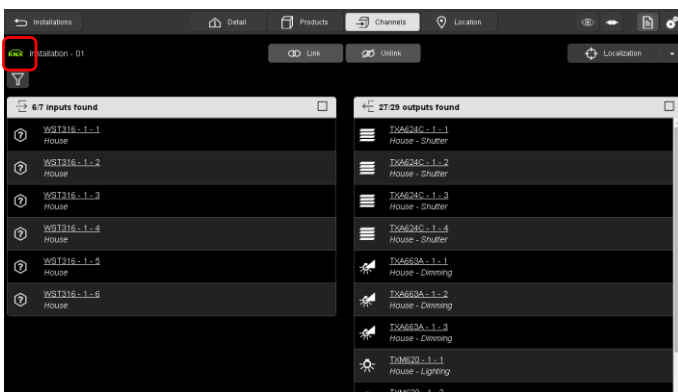 Installations
Detail
Products
Channels
Location
KNX
Installation - 01
Link
Unlink
Localization
6/7 inputs found
WST316 - 1 - 1
House
WST316 - 1 - 2
House
WST316 - 1 - 3
House
WST316 - 1 - 4
House
WST316 - 1 - 5
House
WST316 - 1 - 6
House
27/29 outputs found
TXA624C - 1 - 1
House - Shutter
TXA624C - 1 - 2
House - Shutter
TXA624C - 1 - 3
House - Shutter
TXA624C - 1 - 4
House - Shutter
TXA663A - 1 - 1
House - Dimming
TXA663A - 1 - 2
House - Dimming
TXA663A - 1 - 3
House - Dimming
TXM620 - 1 - 1
House - Lighting
TXM620 - 1 - 2